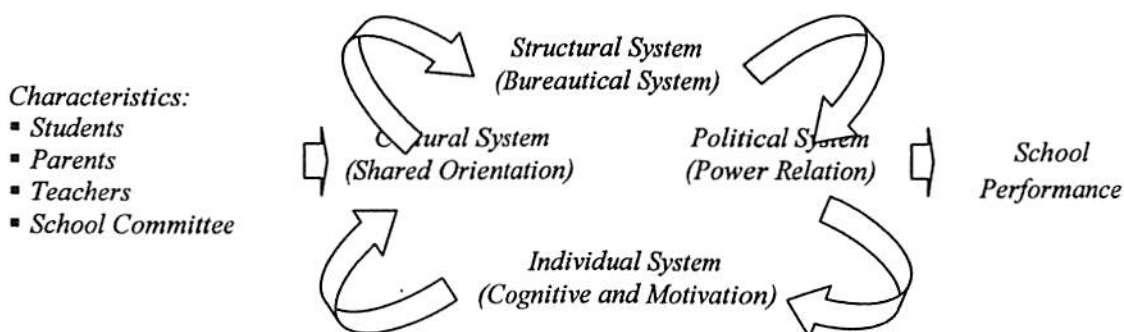 Structural System
(Bureautical System)
Characteristics:
▪ Students
▪ Parents
▪ Teachers
▪ School Committee
System
(Shared Orientation)
Political System
(Power Relation)
School
Performance
Individual System
(Cognitive and Motivation)